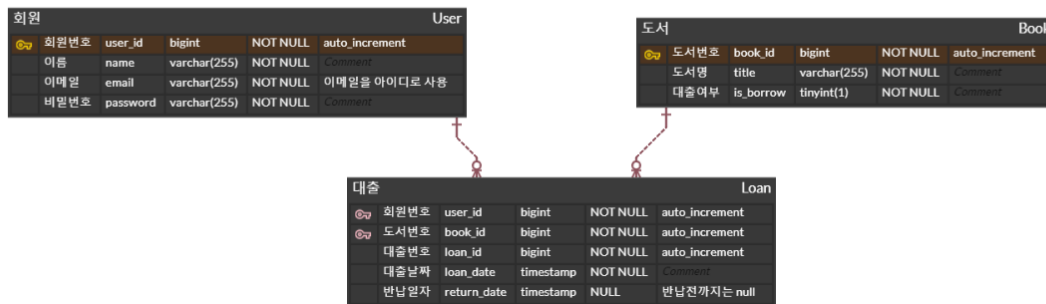 회원 User
회원번호 user_id bigint NOT NULL auto_increment
이름 name varchar(255) NOT NULL Comment
이메일 email varchar(255) NOT NULL 이메일을 아이디로 사용
비밀번호 password varchar(255) NOT NULL Comment
도서 Book
도서번호 book_id bigint NOT NULL auto_increment
도서명 title varchar(255) NOT NULL Comment
대출여부 is_borrow tinyint(1) NOT NULL Comment
대출 Loan
회원번호 user_id bigint NOT NULL auto_increment
도서번호 book_id bigint NOT NULL auto_increment
대출번호 loan_id bigint NOT NULL auto_increment
대출날짜 loan_date timestamp NOT NULL Comment
반납일자 return_date timestamp NULL 반납전까지는 null